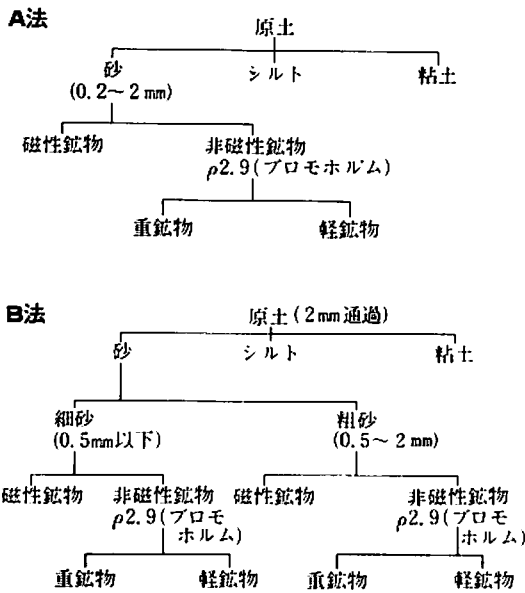 A法
原土
砂 シルト 粘土
(0.2～2mm)
磁性鉱物 非磁性鉱物
ρ2.9(ブロモホルム)
重鉱物 軽鉱物
B法
原土(2mm通過)
砂 シルト 粘土
細砂 粗砂
(0.5mm以下) (0.5～2mm)
磁性鉱物 非磁性鉱物 磁性鉱物 非磁性鉱物
ρ2.9(ブロモ ρ2.9(ブロモ
ホルム) ホルム)
重鉱物 軽鉱物 重鉱物 軽鉱物